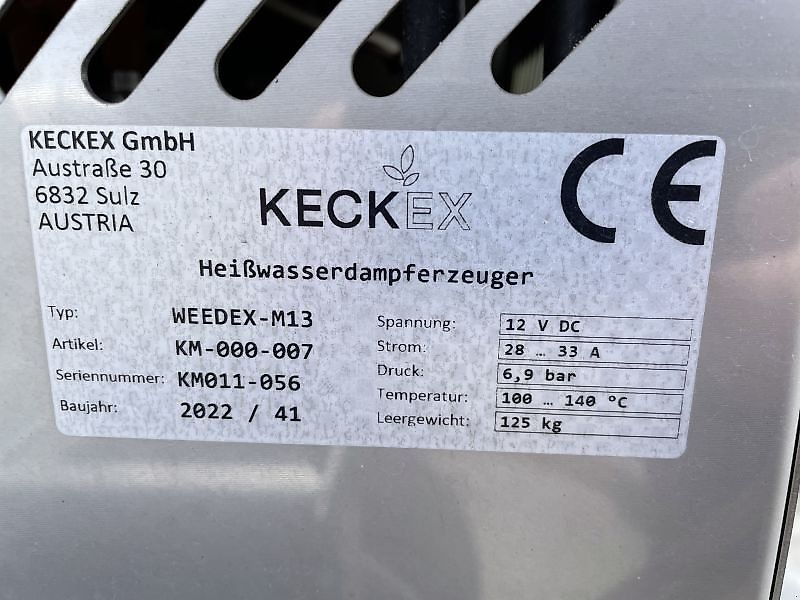 KECKEX GmbH
Austraße 30
6832 Sulz
AUSTRIA
KECKEX
CE
Heißwasserdampferzeuger
Typ: WEEDEX-M13
Artikel: KM-000-007
Seriennummer: KM011-056
Baujahr: 2022 / 41
Spannung: 12 V DC
Strom: 28 … 33 A
Druck: 6,9 bar
Temperatur: 100 … 140 °C
Leergewicht: 125 kg